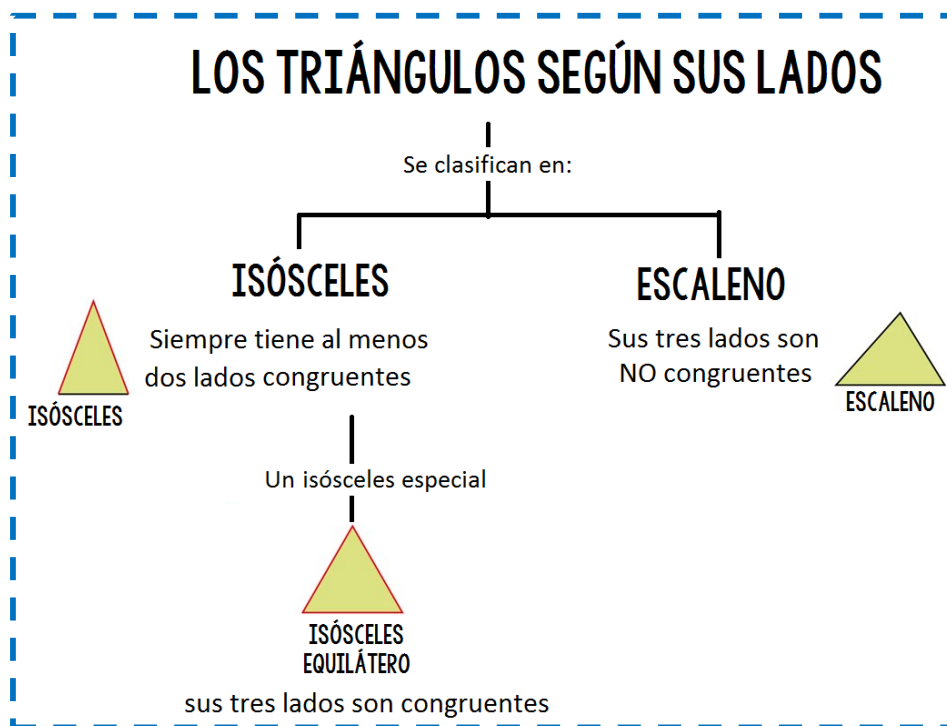 LOS TRIÁNGULOS SEGÚN SUS LADOS
Se clasifican en:
ISÓSCELES
Siempre tiene al menos
dos lados congruentes
ISÓSCELES
ESCALENO
Sus tres lados son
NO congruentes
ESCALENO
Un isósceles especial
ISÓSCELES
EQUILÁTERO
sus tres lados son congruentes